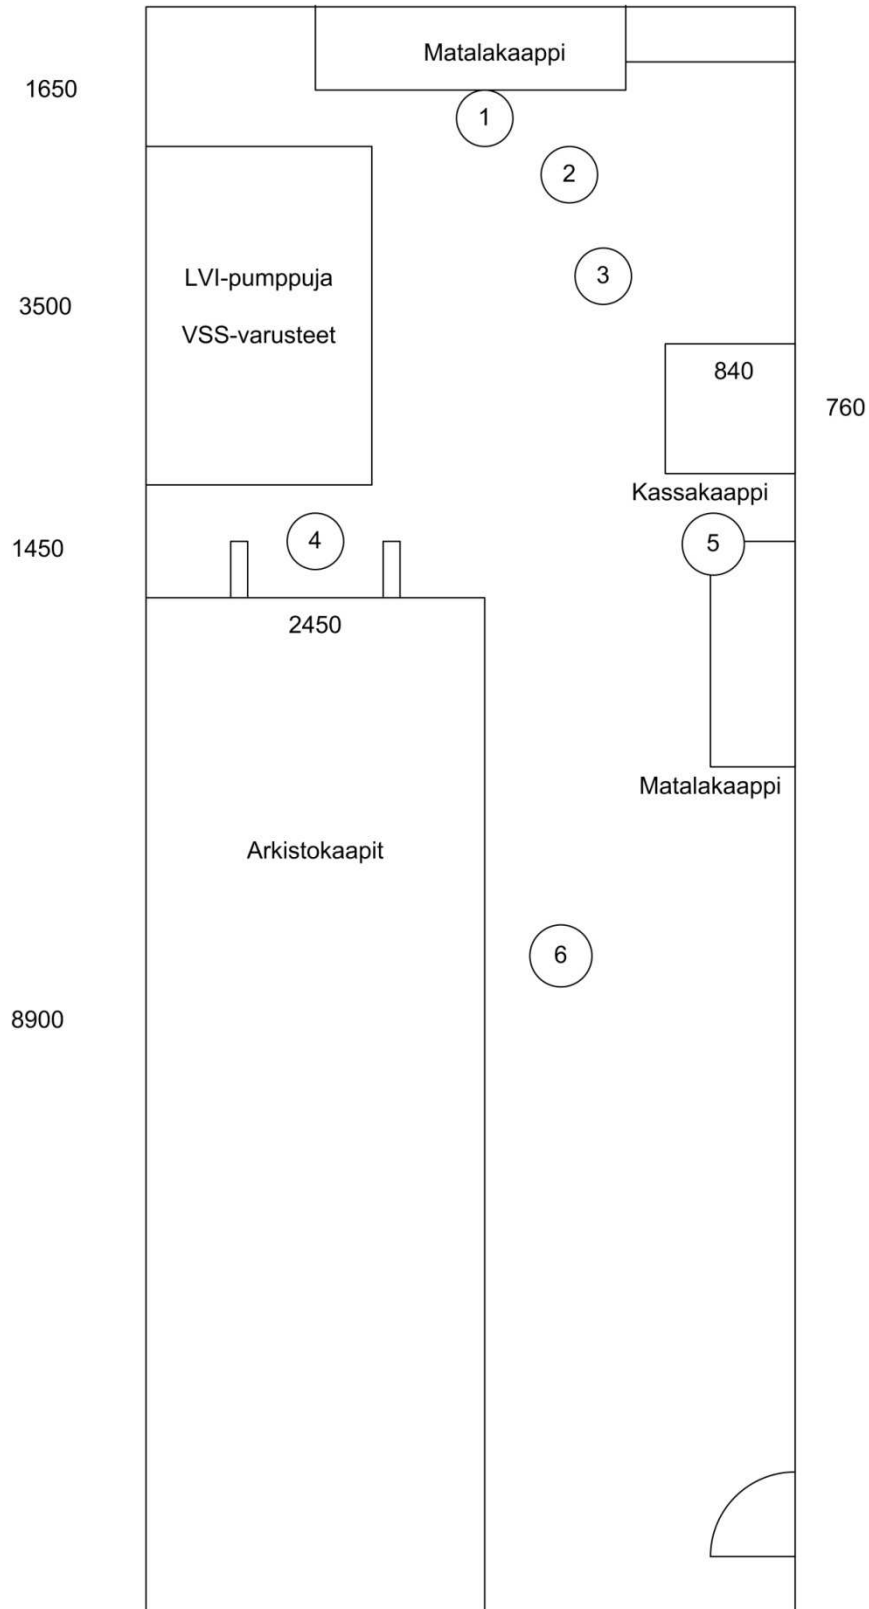 Matalakaappi
1650
1
2
LVI-pumppuja
3
3500
VSS-varusteet
840
760
Kassakaappi
4
5
1450
2450
Matalakaappi
Arkistokaapit
6
8900